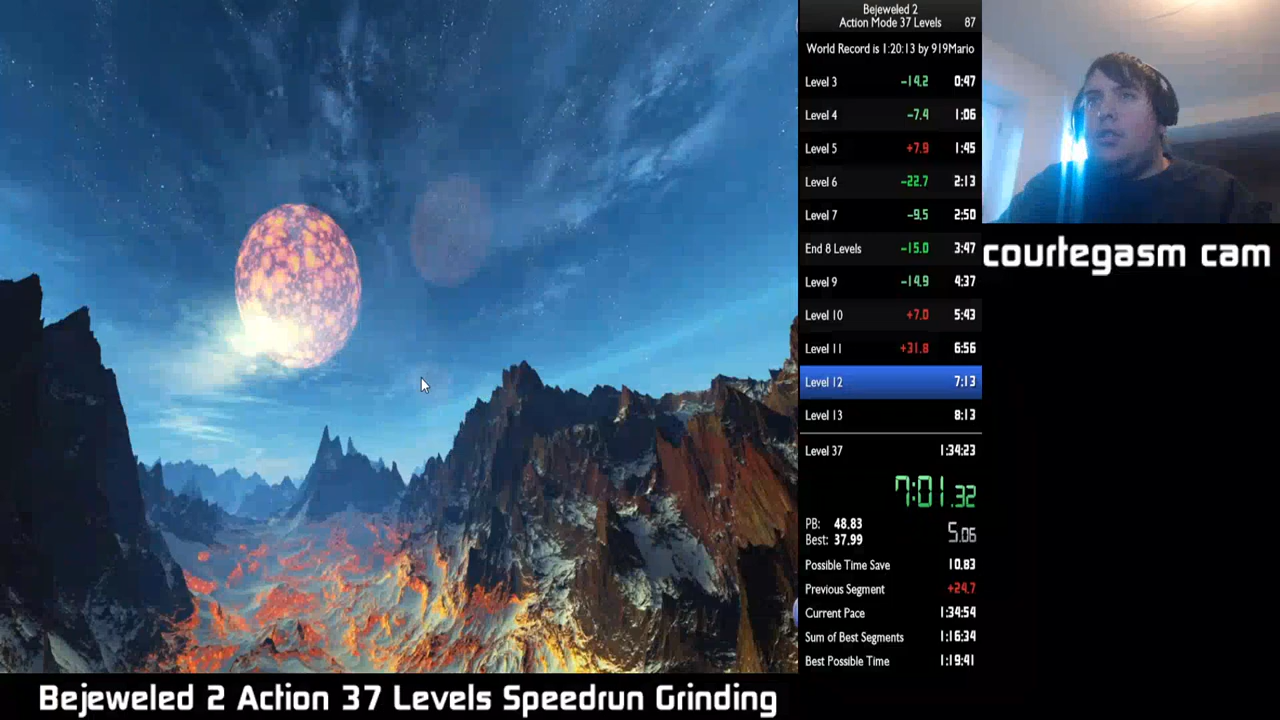 Bejeweled 2
Action Mode 37 Levels 87
World Record is 1:20:13 by 919Mario
Level 3 -14.2 0:47
Level 4 -7.4 1:06
Level 5 +7.9 1:45
Level 6 -22.7 2:13
Level 7 -9.5 2:50
End 8 Levels -15.0 3:47
Level 9 -14.9 4:37
Level 10 +7.0 5:43
Level 11 +31.8 6:56
Level 12 7:13
Level 13 8:13
Level 37 1:34:23
7:01.32
PB: 48.83
Best: 37.99 5.06
Possible Time Save 10.83
Previous Segment +24.7
Current Pace 1:34:54
Sum of Best Segments 1:16:34
Best Possible Time 1:19:41
courtegasm cam
Bejeweled 2 Action 37 Levels Speedrun Grinding